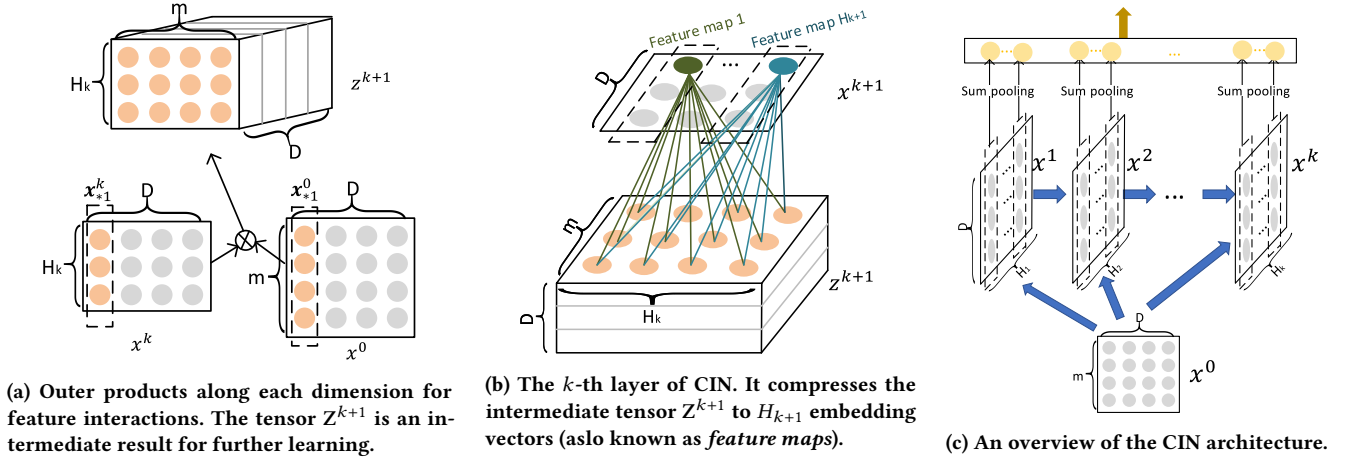 m
H_k
z^{k+1}
D
x^k_{*1}
D
H_k
x^k
x^0_{*1}
D
m
x^0
(a) Outer products along each dimension for
feature interactions. The tensor Z^{k+1} is an in-
termediate result for further learning.
Feature map 1
Feature map H_{k+1}
...
D
x^{k+1}
m
z^{k+1}
H_k
D
(b) The k-th layer of CIN. It compresses the
intermediate tensor Z^{k+1} to H_{k+1} embedding
vectors (aslo known as feature maps).
... ... ... ...
Sum pooling Sum pooling Sum pooling
x^1 x^2 x^k
... ... ... ...
D
H_1 H_2 H_k
D
m
x^0
(c) An overview of the CIN architecture.